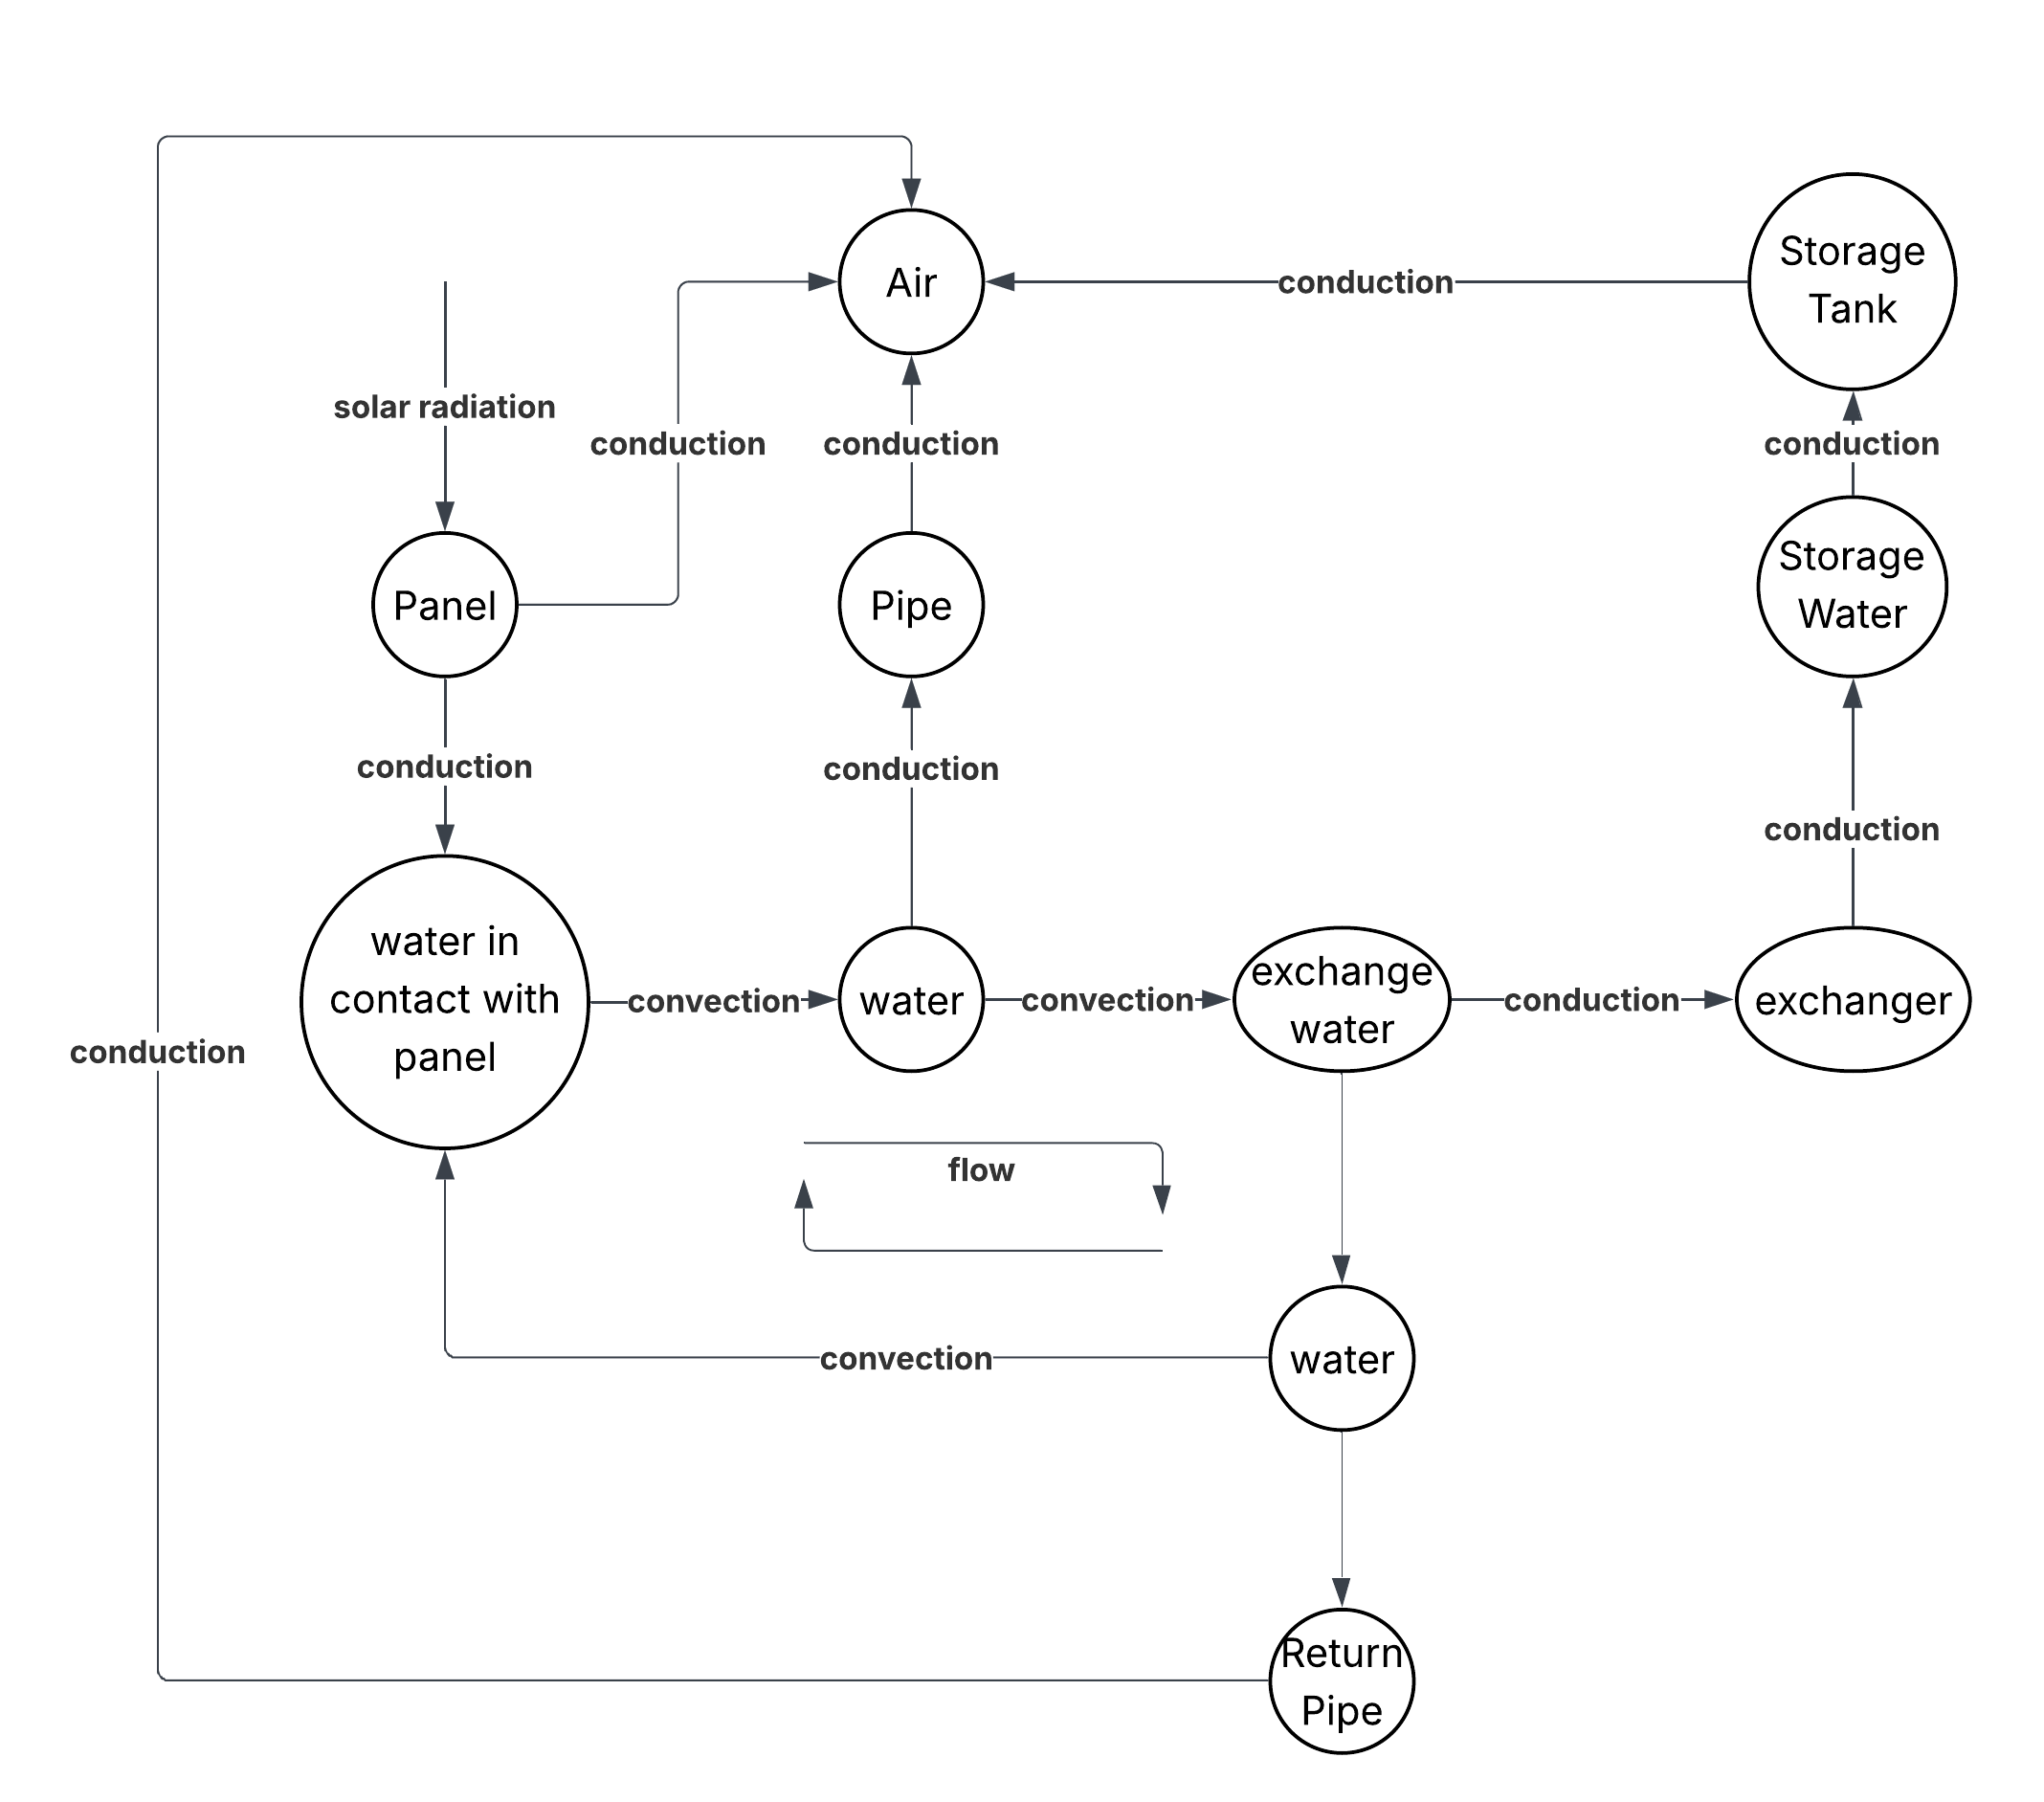 Air
conduction
Storage
Tank
solar radiation
conduction
conduction
conduction
Panel
Pipe
Storage
Water
conduction
conduction
conduction
water in
contact with
panel
convection
water
convection
exchange
water
conduction
exchanger
conduction
flow
convection
water
Return
Pipe